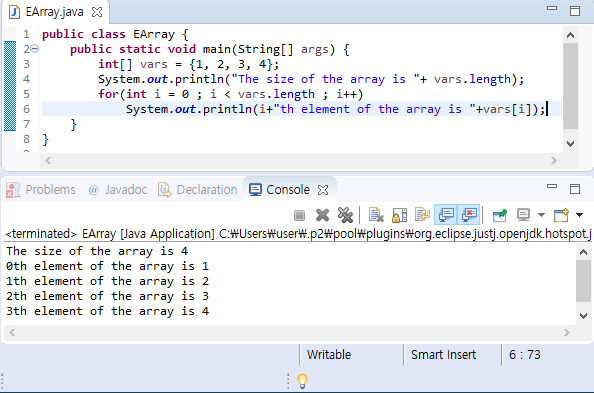 EArray.java
1 public class EArray {
2 public static void main(String[] args) {
3 int[] vars = {1, 2, 3, 4};
4 System.out.println("The size of the array is "+ vars.length);
5 for(int i = 0 ; i < vars.length ; i++)
6 System.out.println(i+"th element of the array is "+vars[i]);
7 }
8 }
Problems @ Javadoc Declaration Console
<terminated> EArray [Java Application] C:₩Users₩user₩.p2₩pool₩plugins₩org.eclipse.justj.openjdk.hotspot.j
The size of the array is 4
0th element of the array is 1
1th element of the array is 2
2th element of the array is 3
3th element of the array is 4
Writable Smart Insert 6 : 73